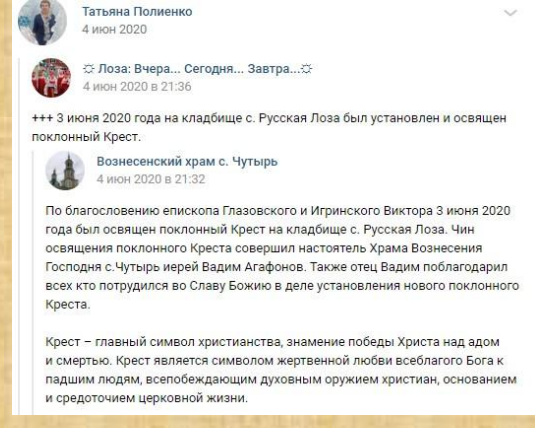 Татьяна Полиенко
4 июн 2020
☼ Лоза: Вчера... Сегодня... Завтра...☼
4 июн 2020 в 21:36
+++ 3 июня 2020 года на кладбище с. Русская Лоза был установлен и освящен
поклонный Крест.
Вознесенский храм с. Чутырь
4 июн 2020 в 21:32
По благословению епископа Глазовского и Игринского Виктора 3 июня 2020
года был освящен поклонный Крест на кладбище с. Русская Лоза. Чин
освящения поклонного Креста совершил настоятель Храма Вознесения
Господня с.Чутырь иерей Вадим Агафонов. Также отец Вадим поблагодарил
всех кто потрудился во Славу Божию в деле установления нового поклонного
Креста.
Крест – главный символ христианства, знамение победы Христа над адом
и смертью. Крест является символом жертвенной любви всеблагого Бога к
падшим людям, всепобеждающим духовным оружием христиан, основанием
и средоточием церковной жизни.